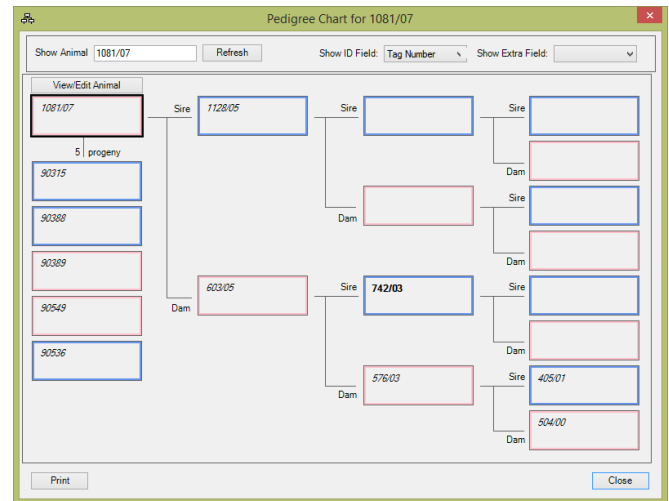 Pedigree Chart for 1081/07
Show Animal 1081/07 Refresh Show ID Field: Tag Number Show Extra Field:
View/Edit Animal
1081/07 Sire 1128/05 Sire Sire
5 progeny
Dam
90315
Sire
90388 Dam
90389 Dam
603/05 Sire 742/03 Sire
90549 Dam
90536 Dam
576/03 Sire 405/01
Dam
504/00
Dam
Print Close